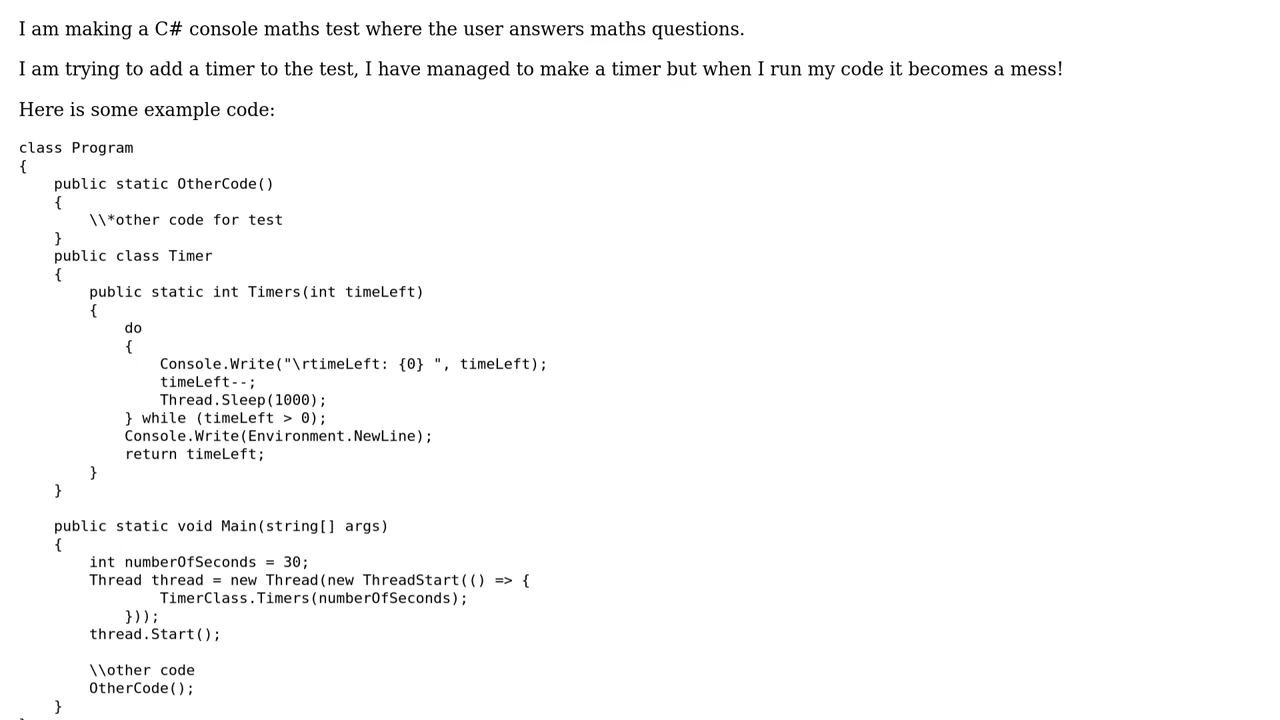 I am making a C# console maths test where the user answers maths questions.
I am trying to add a timer to the test, I have managed to make a timer but when I run my code it becomes a mess!
Here is some example code:
class Program
{
    public static OtherCode()
    {
        \\*other code for test
    }
    public class Timer
    {
        public static int Timers(int timeLeft)
        {
            do
            {
                Console.Write("\rtimeLeft: {0} ", timeLeft);
                timeLeft--;
                Thread.Sleep(1000);
            } while (timeLeft > 0);
            Console.Write(Environment.NewLine);
            return timeLeft;
        }
    }

    public static void Main(string[] args)
    {
        int numberOfSeconds = 30;
        Thread thread = new Thread(new ThreadStart(() => {
                TimerClass.Timers(numberOfSeconds);
            }));
        thread.Start();

        \\other code
        OtherCode();
    }